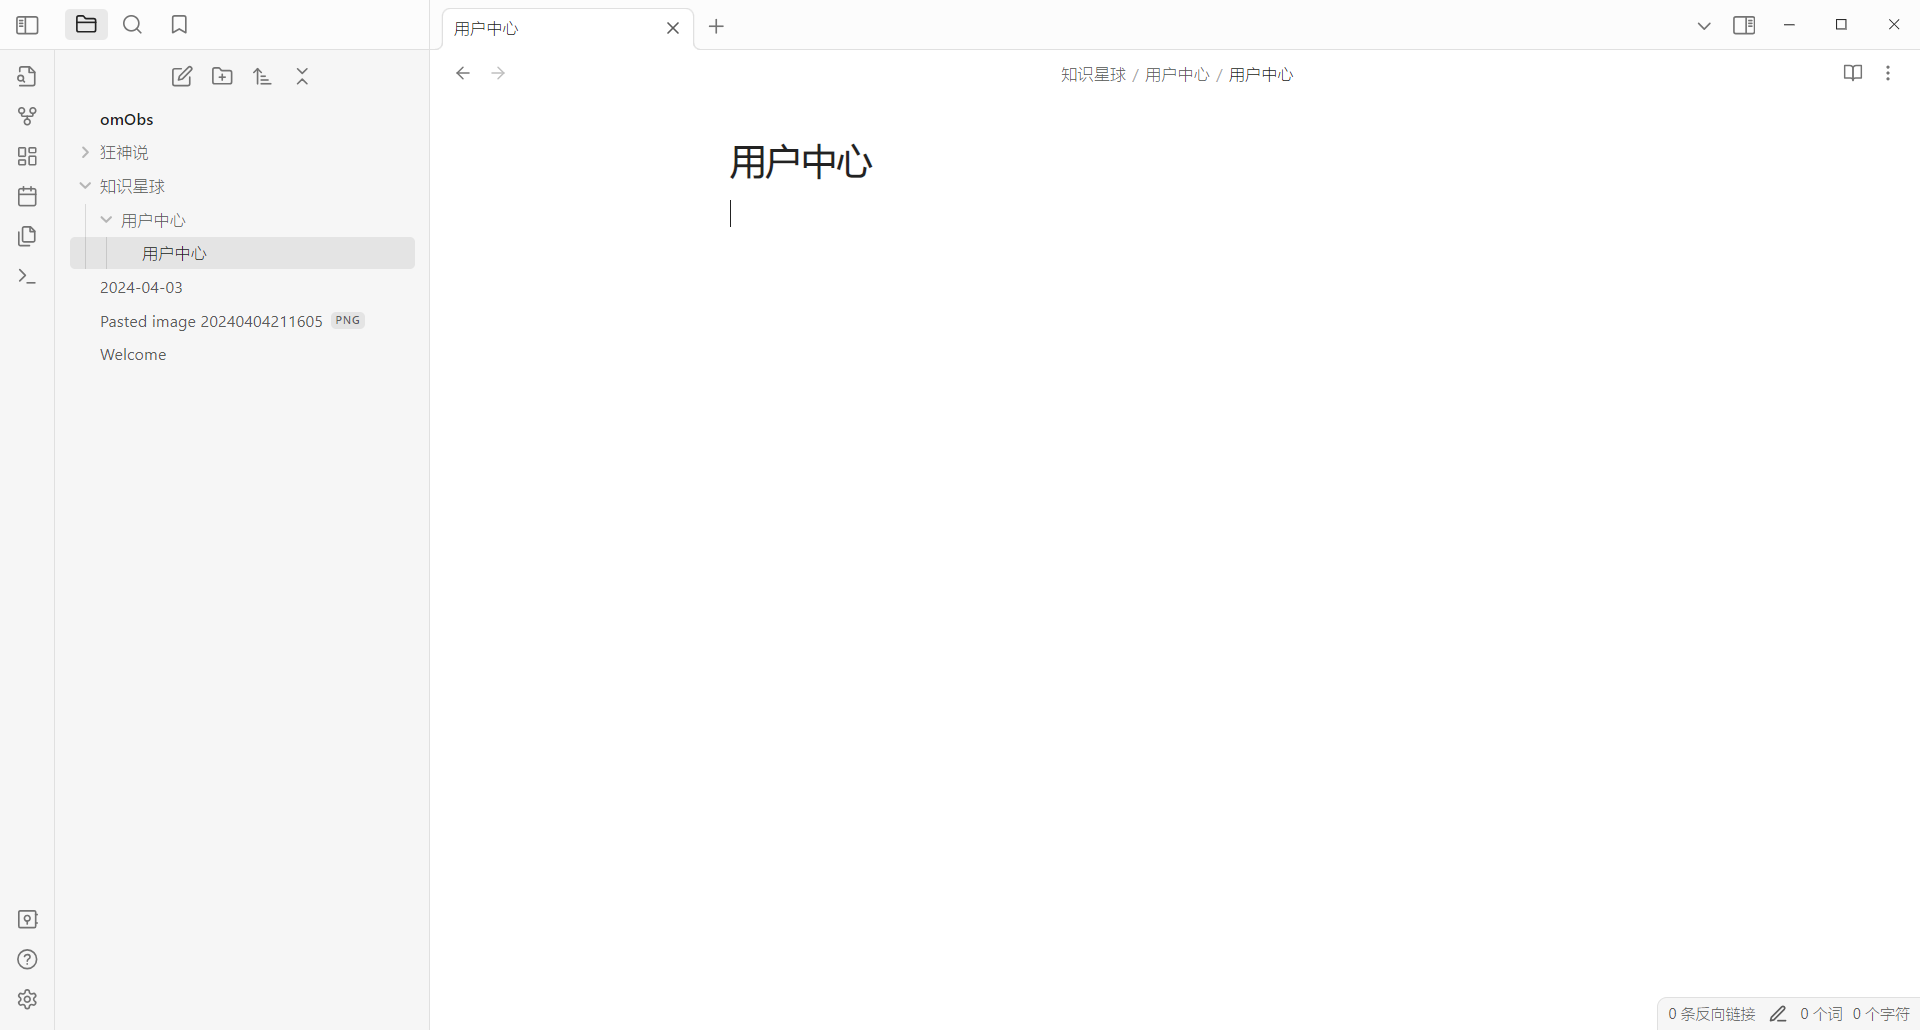 用户中心
知识星球 / 用户中心 / 用户中心
omObs
狂神说
知识星球
用户中心
用户中心
2024-04-03
Pasted image 20240404211605 PNG
Welcome
用户中心
0 条反向链接 0 个词 0 个字符